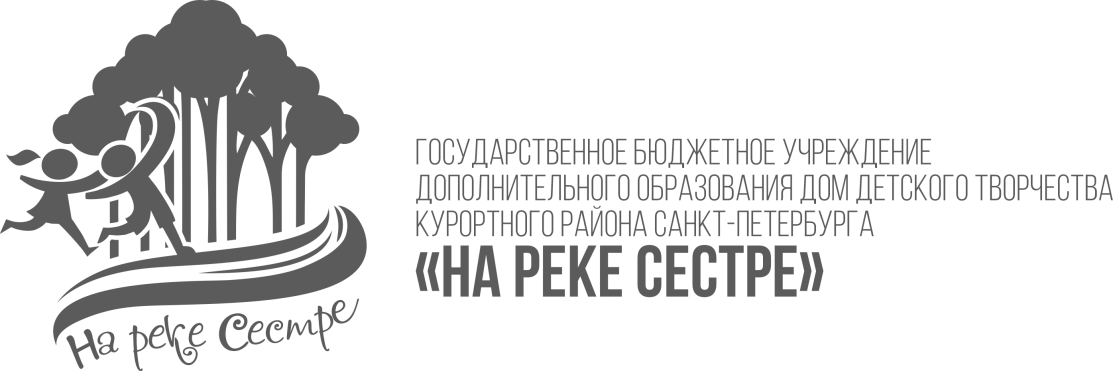 ГОСУДАРСТВЕННОЕ БЮДЖЕТНОЕ УЧРЕЖДЕНИЕ
ДОПОЛНИТЕЛЬНОГО ОБРАЗОВАНИЯ ДОМ ДЕТСКОГО ТВОРЧЕСТВА
КУРОРТНОГО РАЙОНА САНКТ-ПЕТЕРБУРГА
«НА РЕКЕ СЕСТРЕ»
На реке Сестре